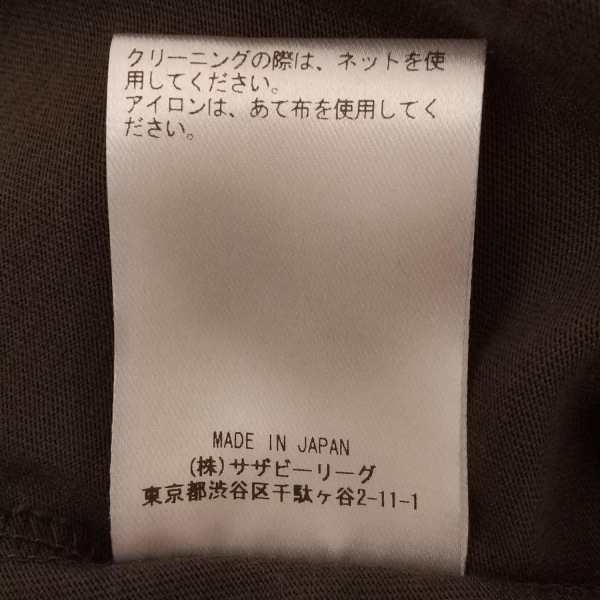 クリーニングの際は、ネットを使
用してください。
アイロンは、あて布を使用してく
ださい。
MADE IN JAPAN
(株)サザビーリーグ
東京都渋谷区千駄ヶ谷2-11-1